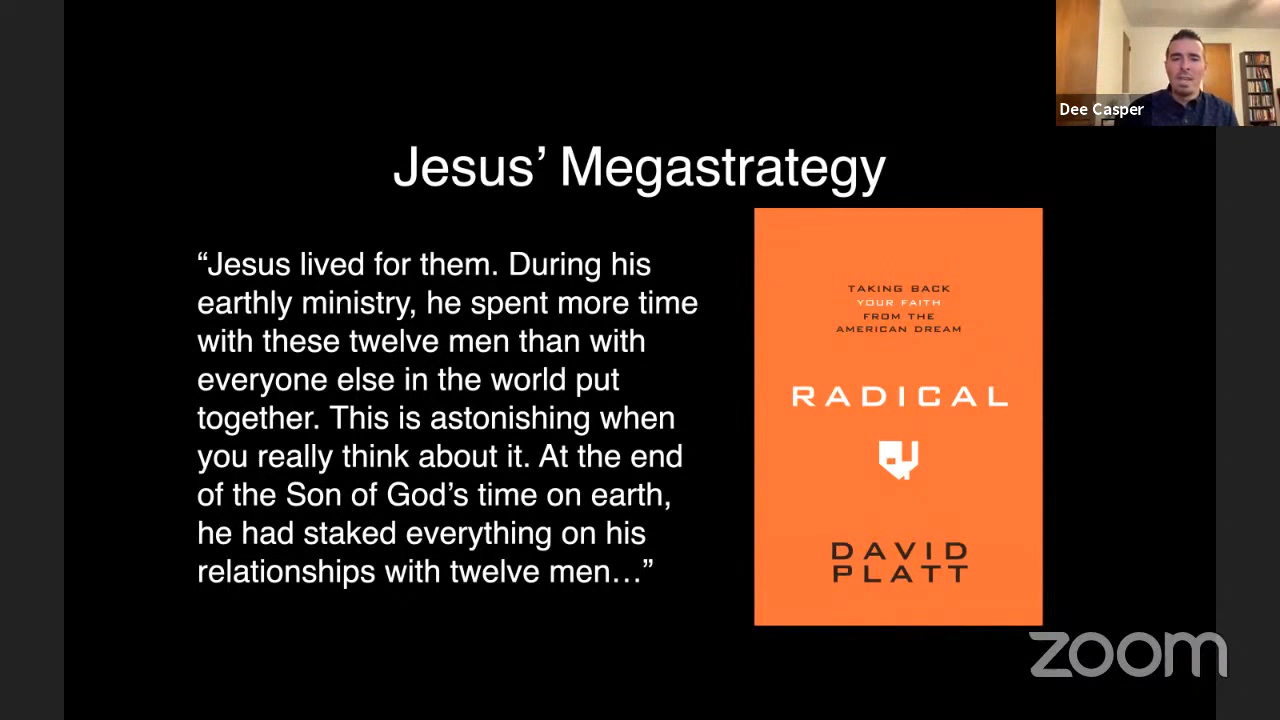 Dee Casper
Jesus’ Megastrategy
“Jesus lived for them. During his
earthly ministry, he spent more time
with these twelve men than with
everyone else in the world put
together. This is astonishing when
you really think about it. At the end
of the Son of God’s time on earth,
he had staked everything on his
relationships with twelve men…”
TAKING BACK
YOUR FAITH
FROM THE
AMERICAN DREAM
RADICAL
DAVID
PLATT
zoom